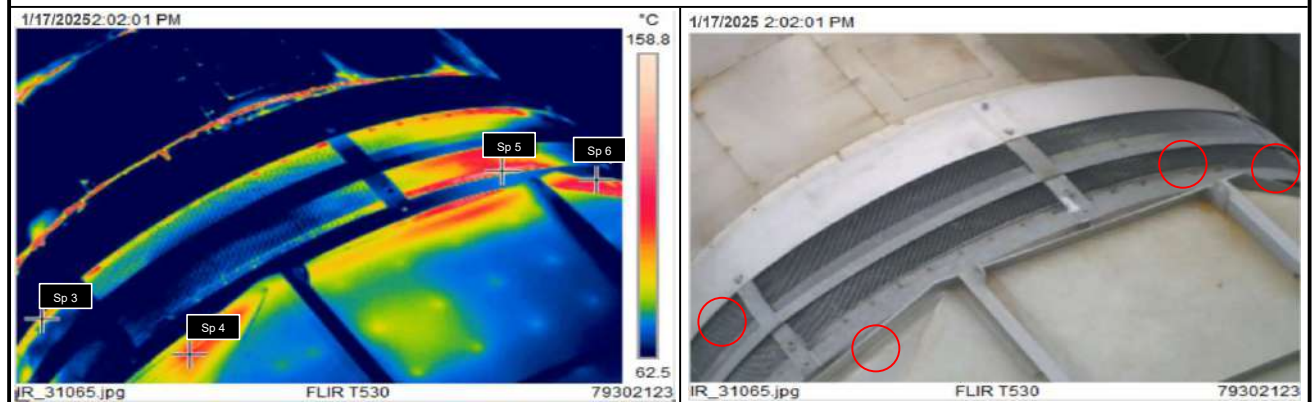 1/17/20252:02:01 PM
°C
158.8
Sp 5
Sp 6
Sp 3
Sp 4
62.5
IR_31065.jpg
FLIR T530
79302123
1/17/2025 2:02:01 PM
IR_31065.jpg
FLIR T530
79302123